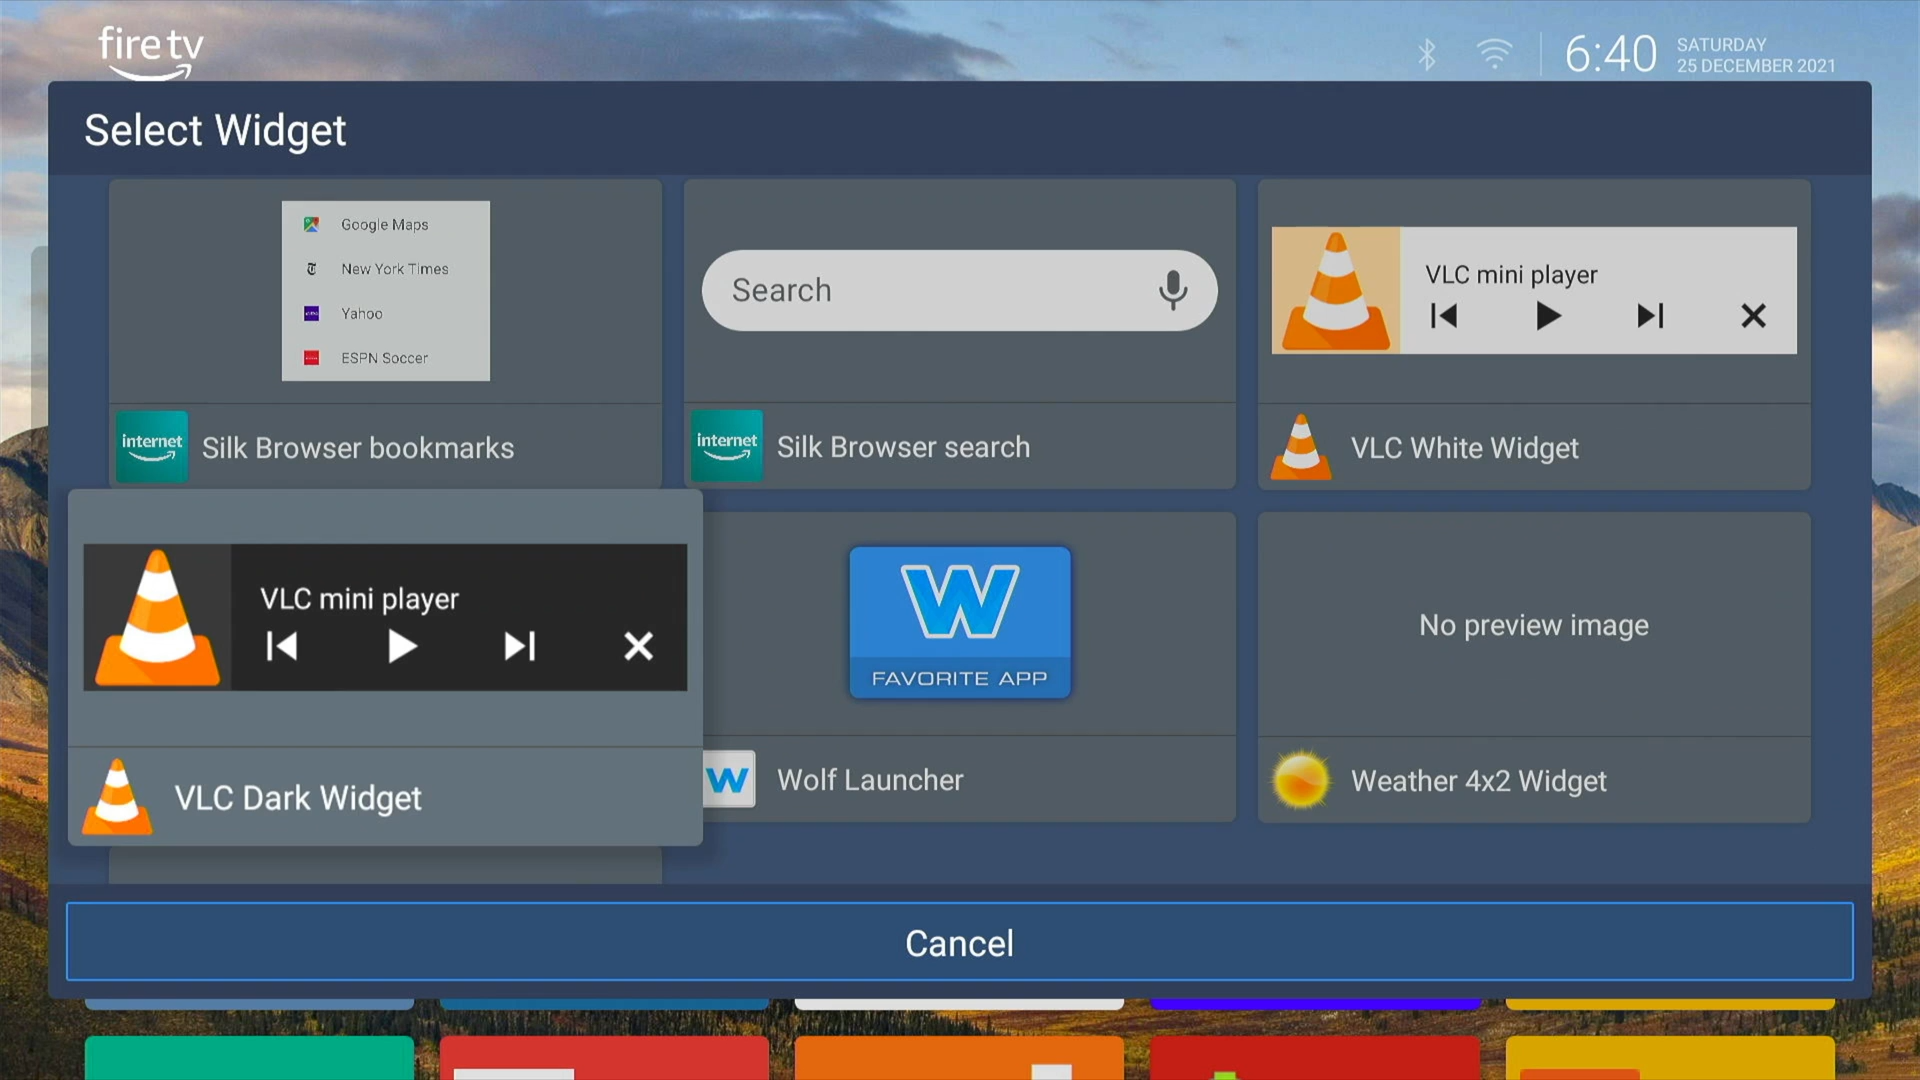 fire tv
6:40
SATURDAY
25 DECEMBER 2021
Select Widget
Google Maps
New York Times
Yahoo
ESPN Soccer
internet
Silk Browser bookmarks
Search
internet
Silk Browser search
VLC mini player
VLC White Widget
VLC mini player
VLC Dark Widget
W
FAVORITE APP
W
Wolf Launcher
No preview image
Weather 4x2 Widget
Cancel